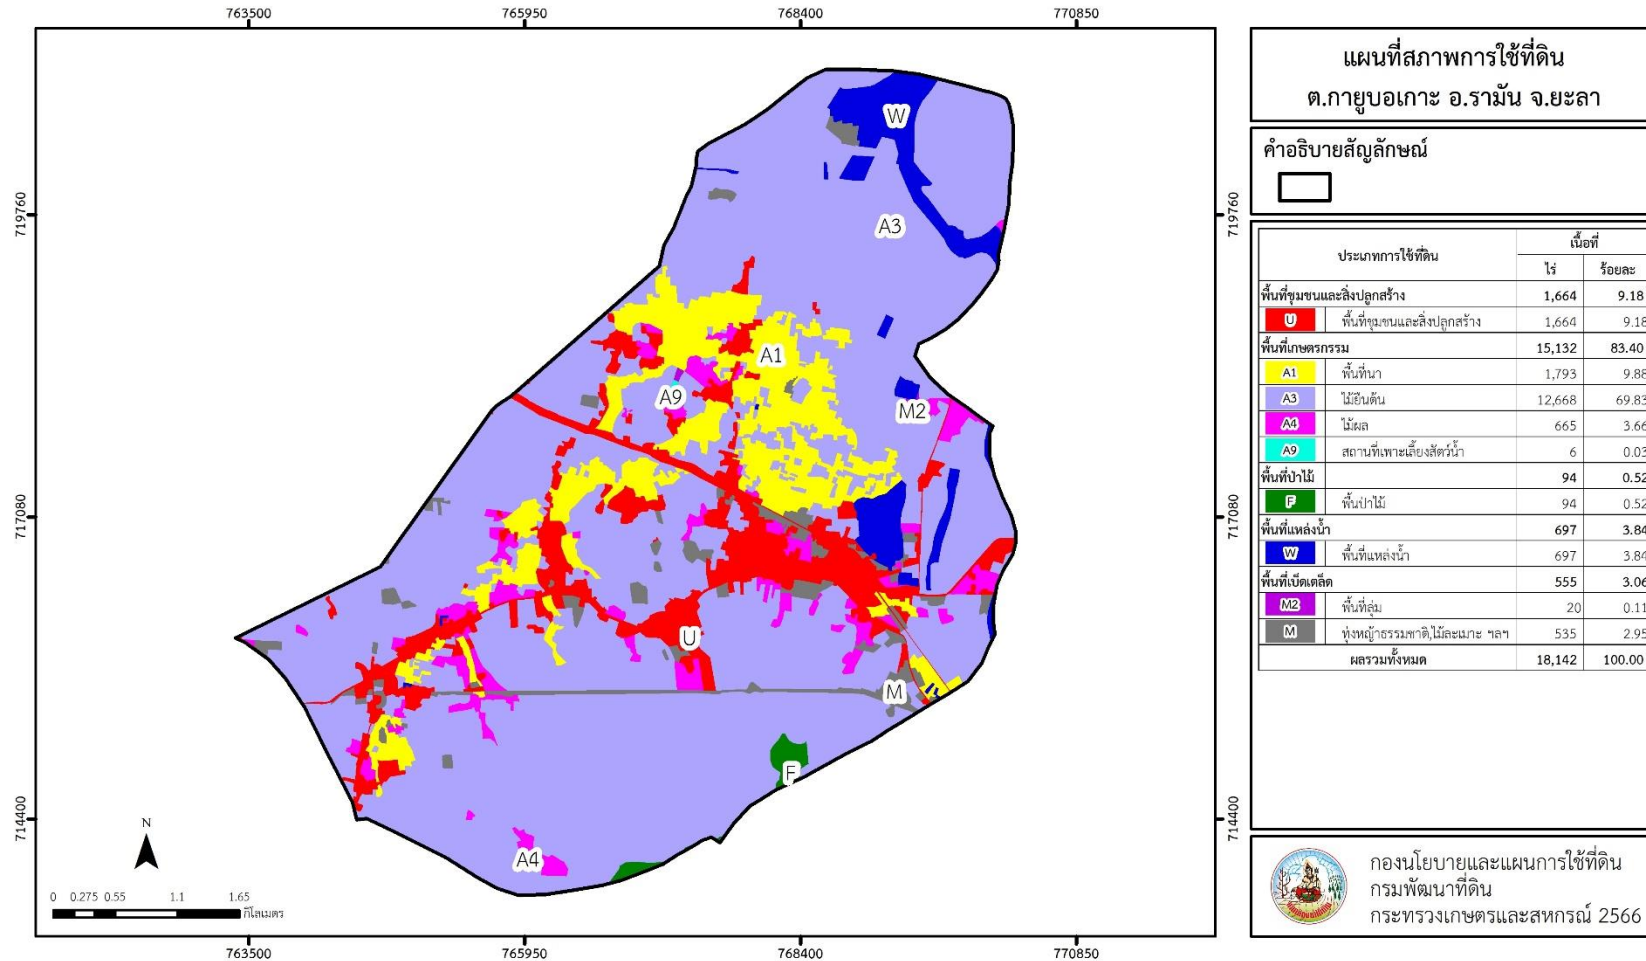 763500 765950 768400 770850
แผนที่สภาพการใช้ที่ดิน
ต.กายูบอเกาะ อ.รามัน จ.ยะลา
คำอธิบายสัญลักษณ์
719760 719760
717080 717080
714400 714400
W
A3
A1
A9
M2
U
M
F
A4
N
0 0.275 0.55 1.1 1.65
กิโลเมตร
763500 765950 768400 770850
ประเภทการใช้ที่ดิน เนื้อที่
ไร่ ร้อยละ
พื้นที่ชุมชนและสิ่งปลูกสร้าง 1,664 9.18
U พื้นที่ชุมชนและสิ่งปลูกสร้าง 1,664 9.18
พื้นที่เกษตรกรรม 15,132 83.40
A1 พื้นที่นา 1,793 9.88
A3 ไม้ยืนต้น 12,668 69.83
A4 ไม้ผล 665 3.66
A9 สถานที่เพาะเลี้ยงสัตว์น้ำ 6 0.03
พื้นที่ป่าไม้ 94 0.52
F พื้นป่าไม้ 94 0.52
พื้นที่แหล่งน้ำ 697 3.84
W พื้นที่แหล่งน้ำ 697 3.84
พื้นที่เบ็ดเตล็ด 555 3.06
M2 พื้นที่ลุ่ม 20 0.11
M ทุ่งหญ้าธรรมชาติ,ไม้ละเมาะ ฯลฯ 535 2.95
ผลรวมทั้งหมด 18,142 100.00
กองนโยบายและแผนการใช้ที่ดิน
กรมพัฒนาที่ดิน
กระทรวงเกษตรและสหกรณ์ 2566